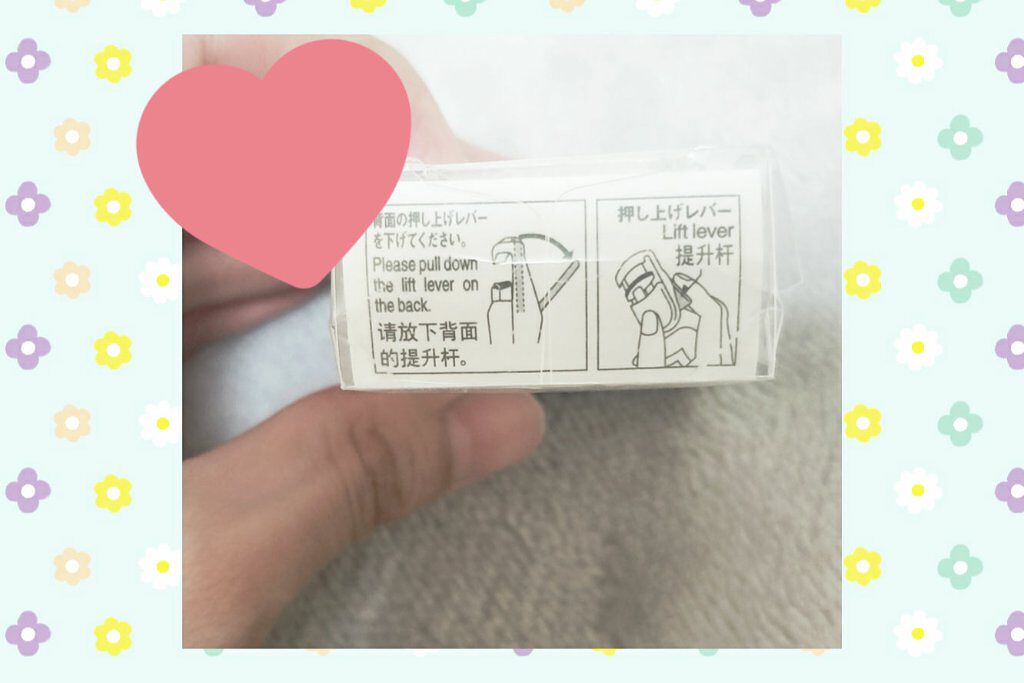 背面の押し上げレバー
を下げてください。
Please pull down
the lift lever on
the back.
请放下背面
的提升杆。
押し上げレバー
Lift lever
提升杆